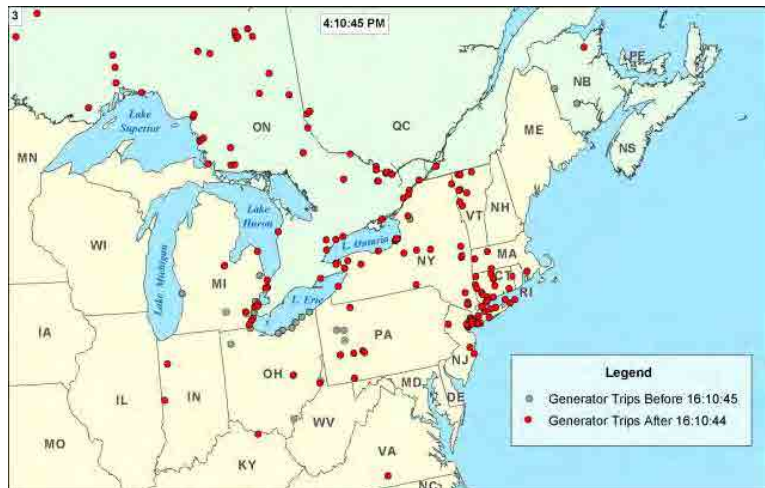 3
4:10:45 PM
PE
NB
Lake
Superior
ON
QC
ME
NS
MN
VT
NH
Lake
Huron
WI
L. Ontario
MA
Lake Michigan
MI
NY
CT
RI
L. Erie
IA
PA
NJ
OH
Legend
IL
IN
MD
DE
Generator Trips Before 16:10:45
WV
Generator Trips After 16:10:44
MO
VA
KY
NC